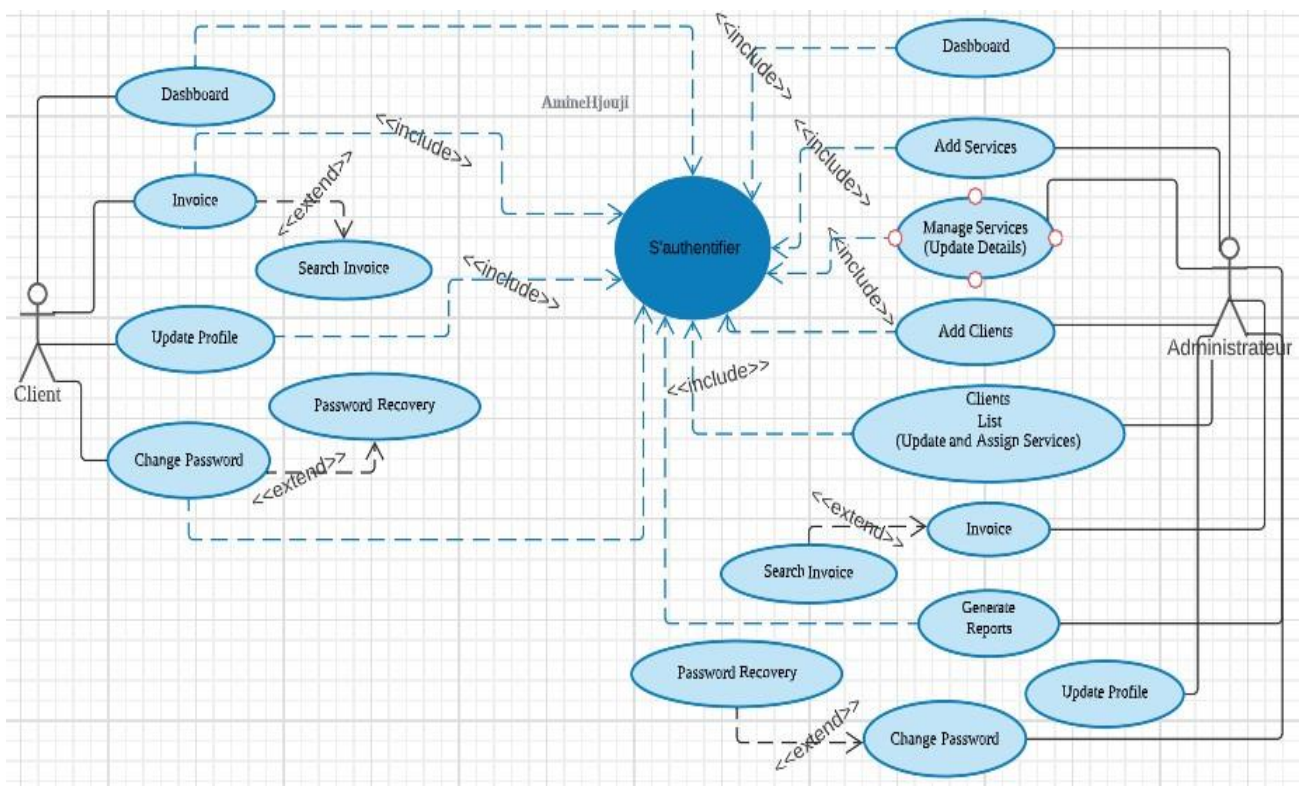 Dashboard
<<include>>
Dashboard
AmineHjouji
<<include>>
<<include>>
Add Services
<<extend>>
Invoice
Manage Services
(Update Details)
S'authentifier
Search Invoice
<<include>>
<<include>>
Client
Update Profile
Add Clients
Administrateur
<<include>>
Password Recovery
Clients
List
(Update and Assign Services)
Change Password
<<extend>>
<<extend>>
Invoice
Search Invoice
Generate
Reports
Password Recovery
Update Profile
<<extend>>
Change Password